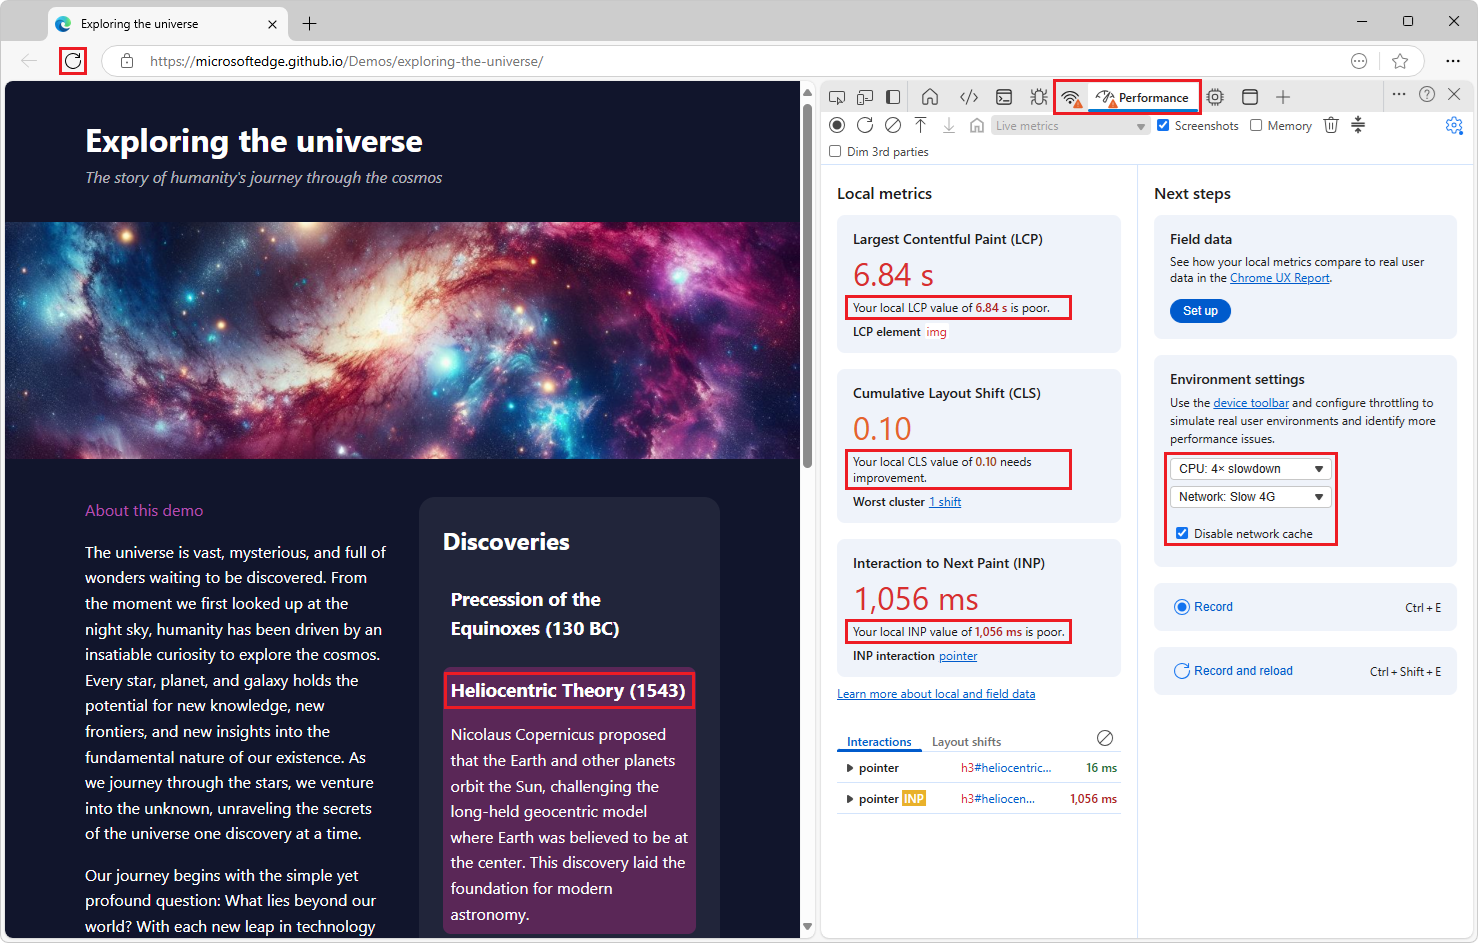 Exploring the universe
https://microsoftedge.github.io/Demos/exploring-the-universe/
Exploring the universe
The story of humanity's journey through the cosmos
About this demo
The universe is vast, mysterious, and full of
wonders waiting to be discovered. From
the moment we first looked up at the
night sky, humanity has been driven by an
insatiable curiosity to explore the cosmos.
Every star, planet, and galaxy holds the
potential for new knowledge, new
frontiers, and new insights into the
fundamental nature of our existence. As
we journey through the stars, we venture
into the unknown, unraveling the secrets
of the universe one discovery at a time.
Our journey begins with the simple yet
profound question: What lies beyond our
world? With each new leap in technology
Discoveries
Precession of the
Equinoxes (130 BC)
Heliocentric Theory (1543)
Nicolaus Copernicus proposed
that the Earth and other planets
orbit the Sun, challenging the
long-held geocentric model
where Earth was believed to be at
the center. This discovery laid the
foundation for modern
astronomy.
Performance
Live metrics
Screenshots
Memory
Dim 3rd parties
Local metrics
Largest Contentful Paint (LCP)
6.84 s
Your local LCP value of 6.84 s is poor.
LCP element img
Cumulative Layout Shift (CLS)
0.10
Your local CLS value of 0.10 needs
improvement.
Worst cluster 1 shift
Interaction to Next Paint (INP)
1,056 ms
Your local INP value of 1,056 ms is poor.
INP interaction pointer
Learn more about local and field data
Interactions Layout shifts
pointer h3#heliocentric... 16 ms
pointer INP h3#heliocen... 1,056 ms
Next steps
Field data
See how your local metrics compare to real user
data in the Chrome UX Report.
Set up
Environment settings
Use the device toolbar and configure throttling to
simulate real user environments and identify more
performance issues.
CPU: 4× slowdown
Network: Slow 4G
Disable network cache
Record Ctrl + E
Record and reload Ctrl + Shift + E